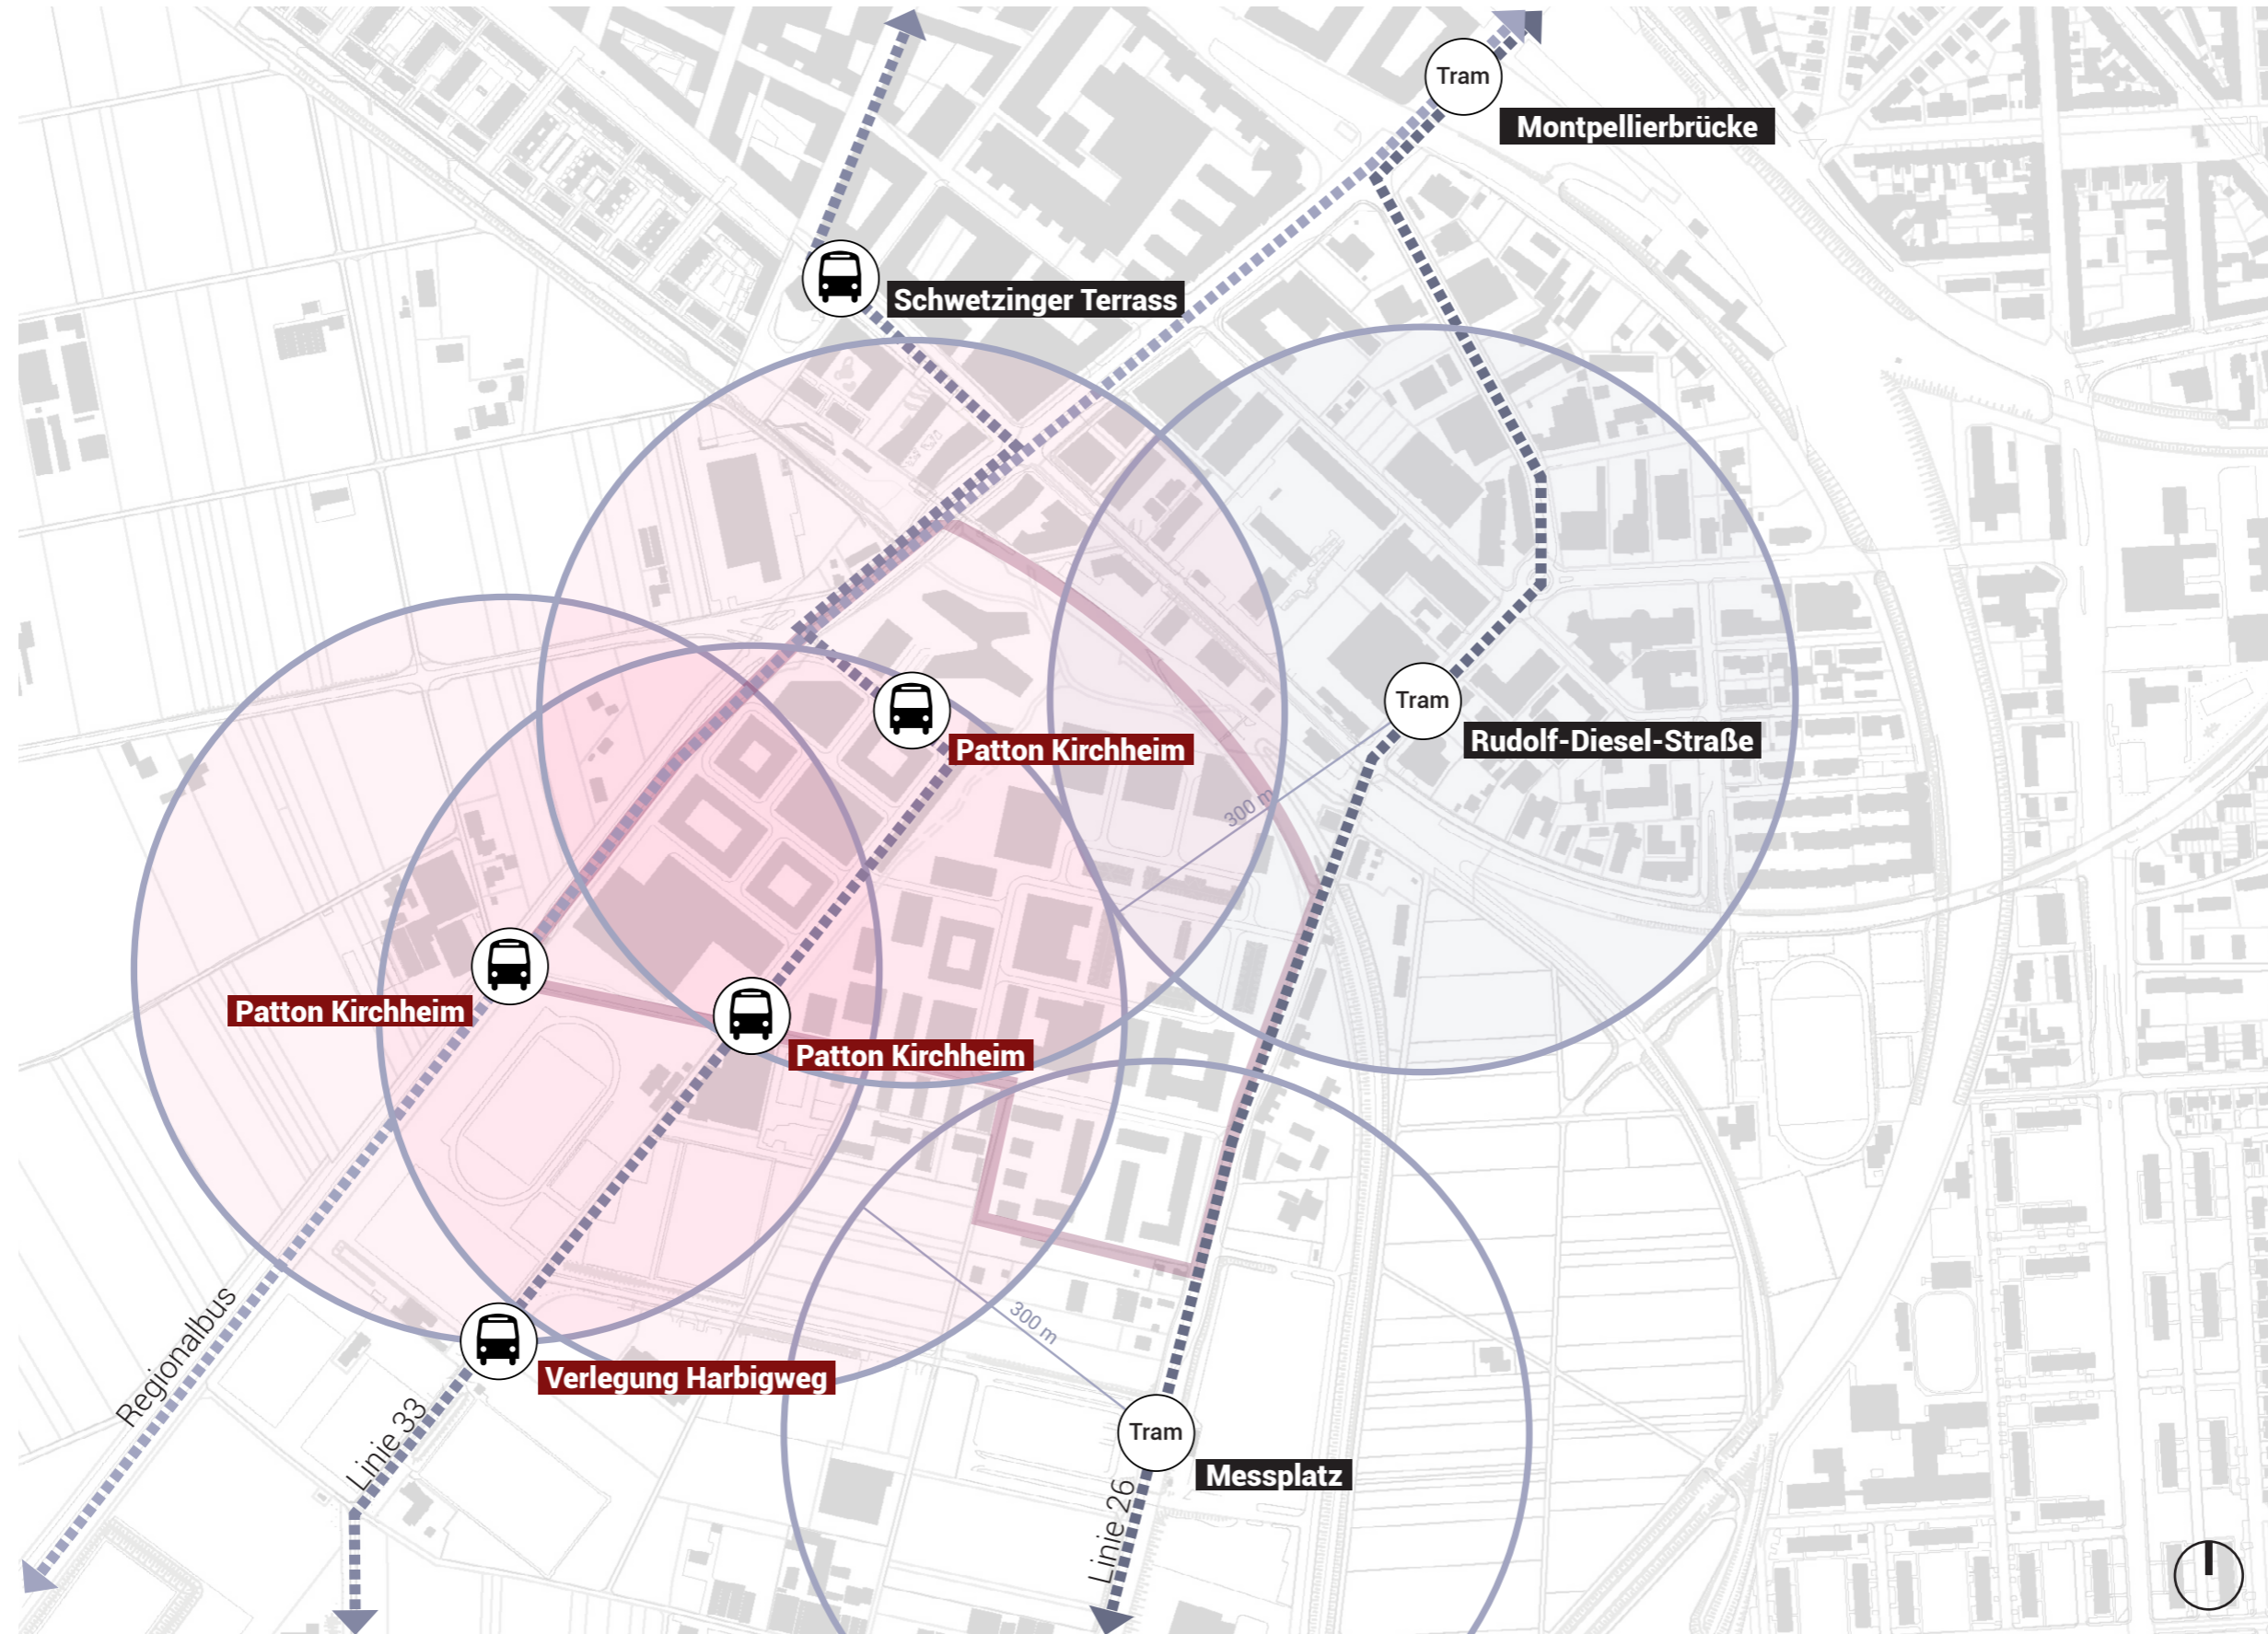 Tram
Montpellierbrücke
Schwetzinger Terrass
Tram
Patton Kirchheim
Rudolf-Diesel-Straße
300 m
Patton Kirchheim
Patton Kirchheim
Regionalbus
300 m
Verlegung Harbigweg
Linie 33
Tram
Messplatz
Linie 26